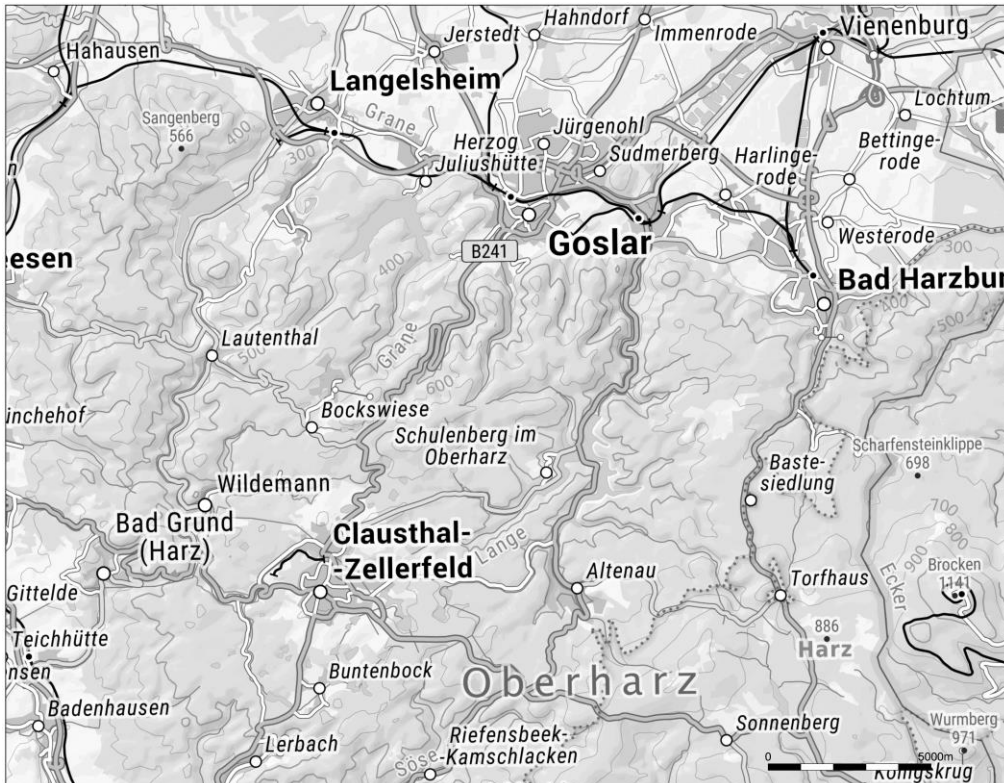 Hahndorf
Jerstedt
Immenrode
Vienenburg
Hahausen
Langelsheim
Lochtum
Sangenberg
566
400
Grane
Jürgenohl
Bettinge-
rode
300
Herzog
Juliushütte
Sudmerberg
Harlinge-
rode
B241
Goslar
Westerode
300
eesen
400
Bad Harzbur
400
500
Lautenthal
500
Grane
600
Bockswiese
inchehof
Schulenberg im
Oberharz
Scharfensteinklippe
698
Baste-
siedlung
Wildemann
Bad Grund
(Harz)
Clausthal-
-Zellerfeld
Lange
700
800
900
Brocken
1141
Gittelde
Altenau
Torfhaus
Ecker
886
Harz
Teichhütte
nsen
Buntenbock
Oberharz
Badenhausen
Sonnenberg
Wurmberg
971
Lerbach
Riefensbeek-
Kamschlacken
Söse
0
5000m
Königskrug